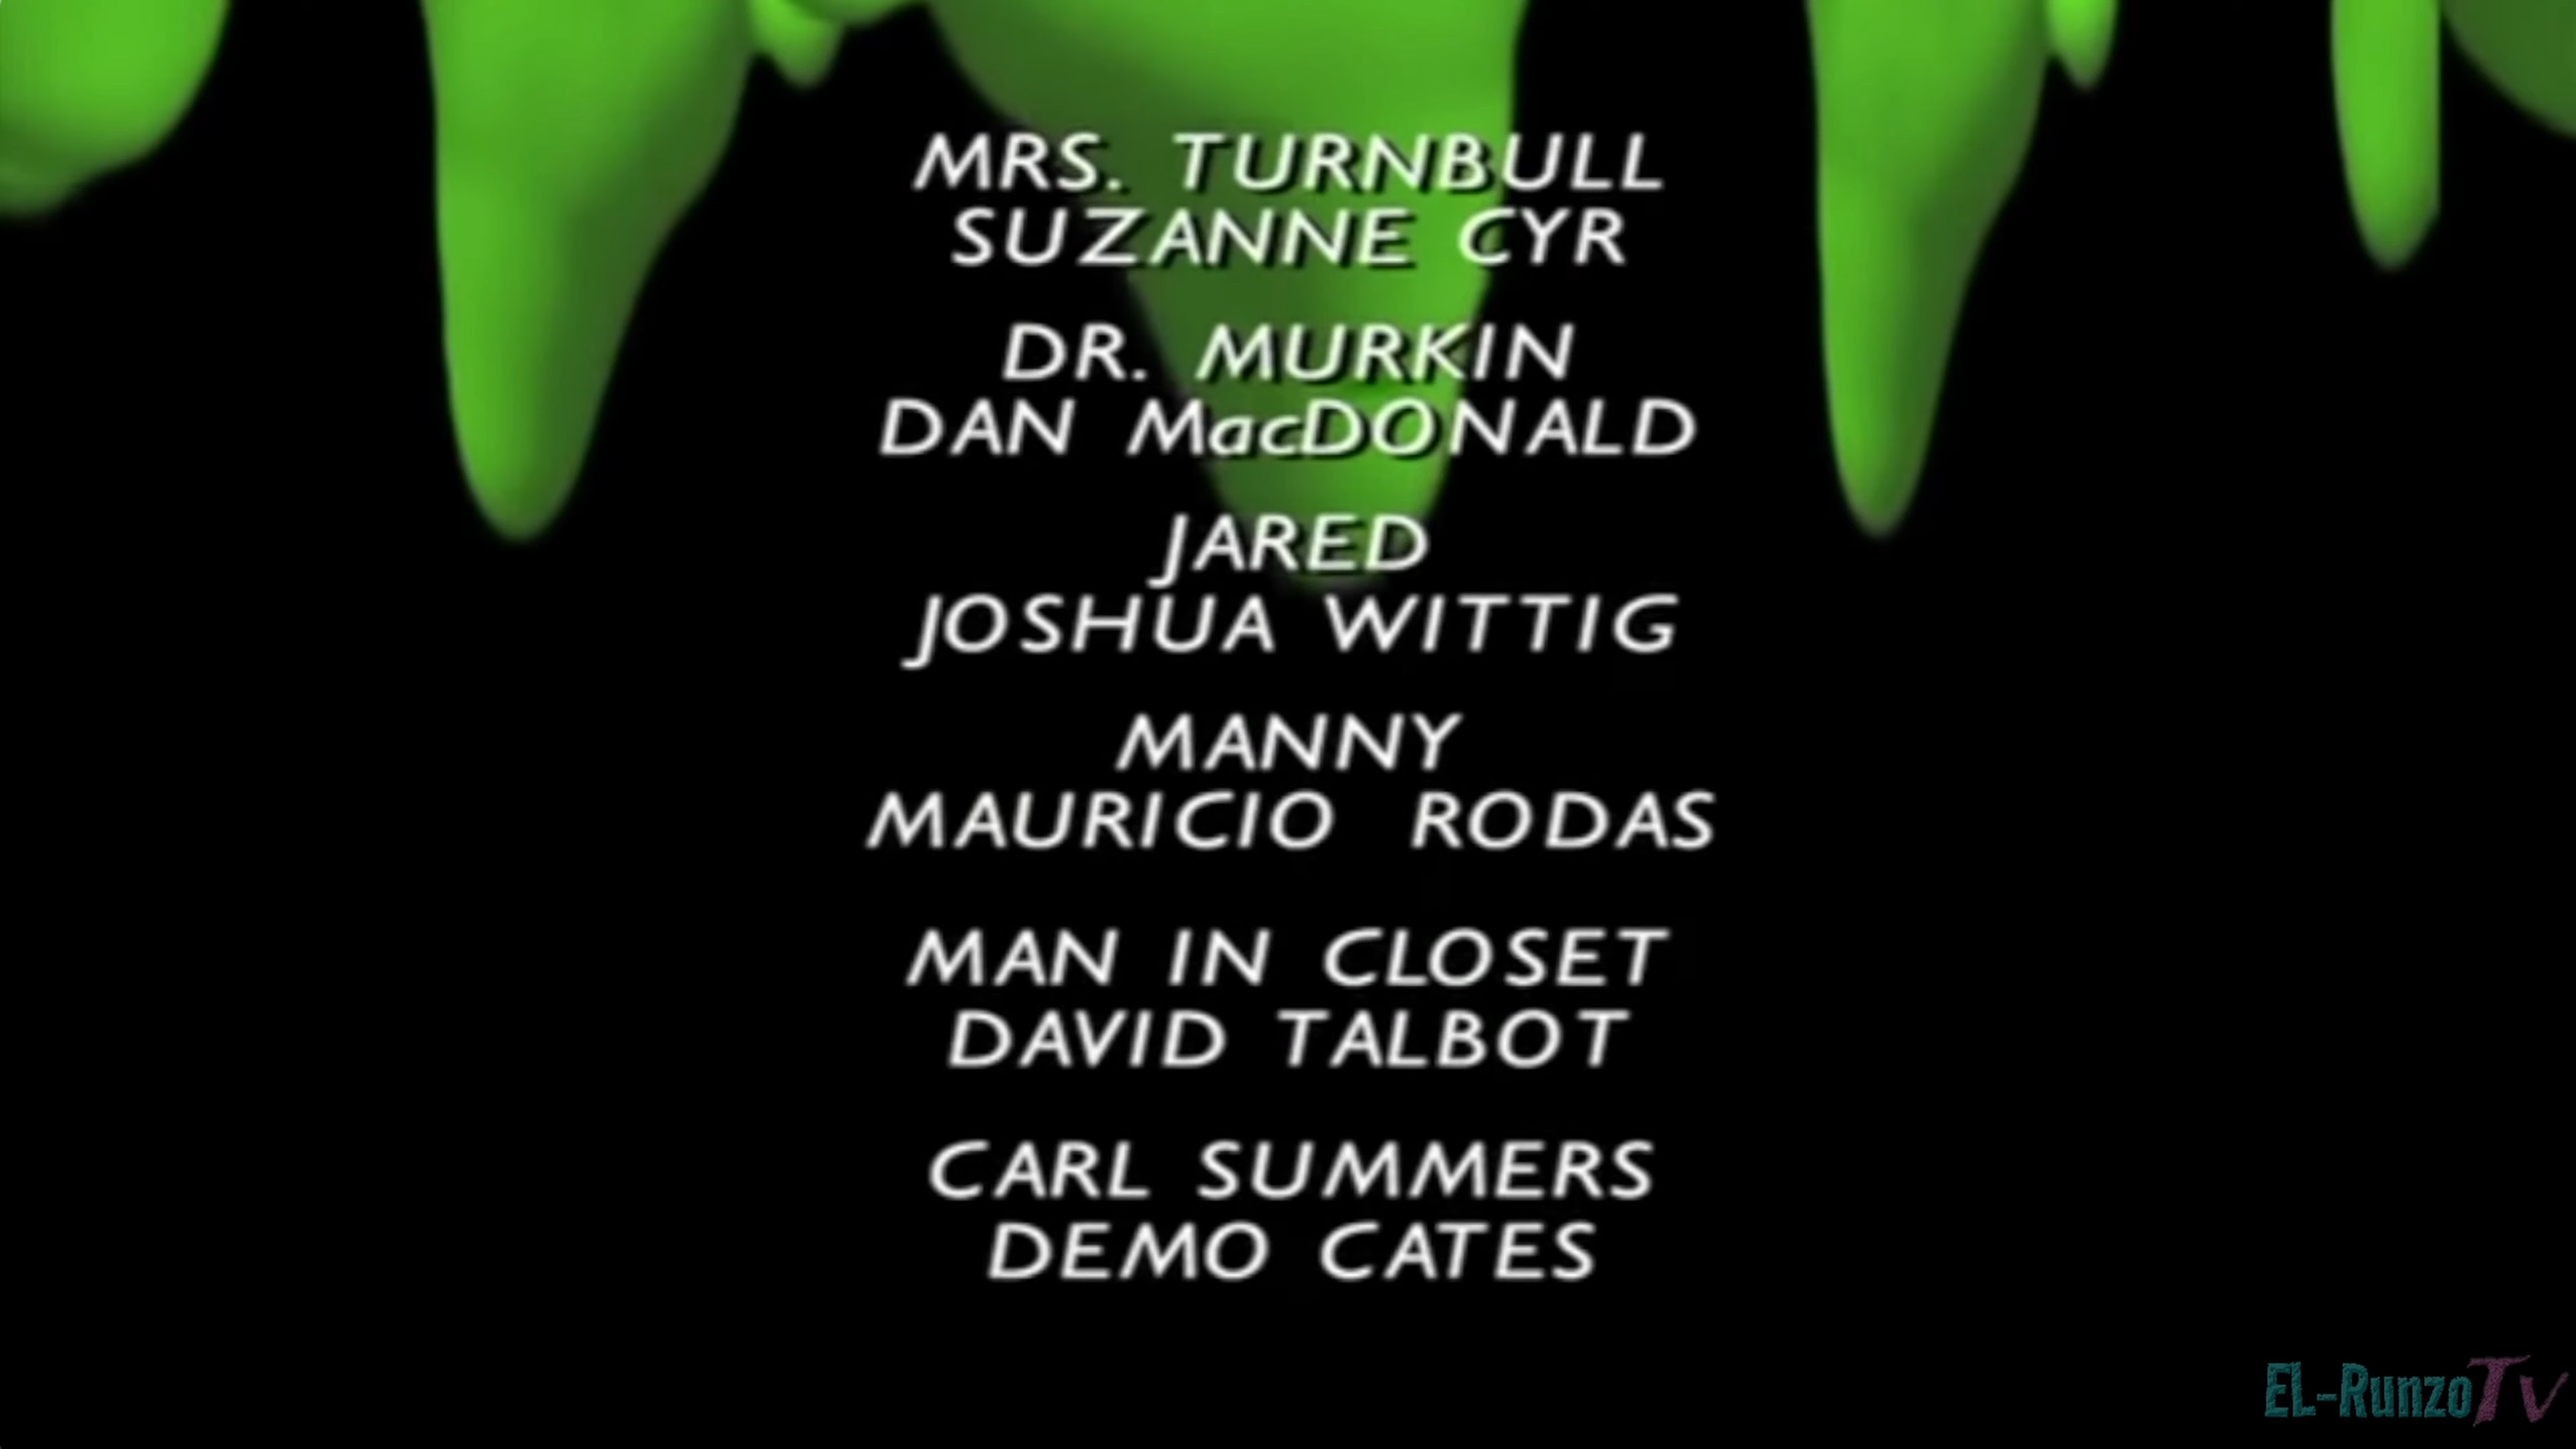 MRS. TURNBULL
SUZANNE CYR
DR. MURKIN
DAN MacDONALD
JARED
JOSHUA WITTIG
MANNY
MAURICIO RODAS
MAN IN CLOSET
DAVID TALBOT
CARL SUMMERS
DEMO CATES
EL-RunzoTv